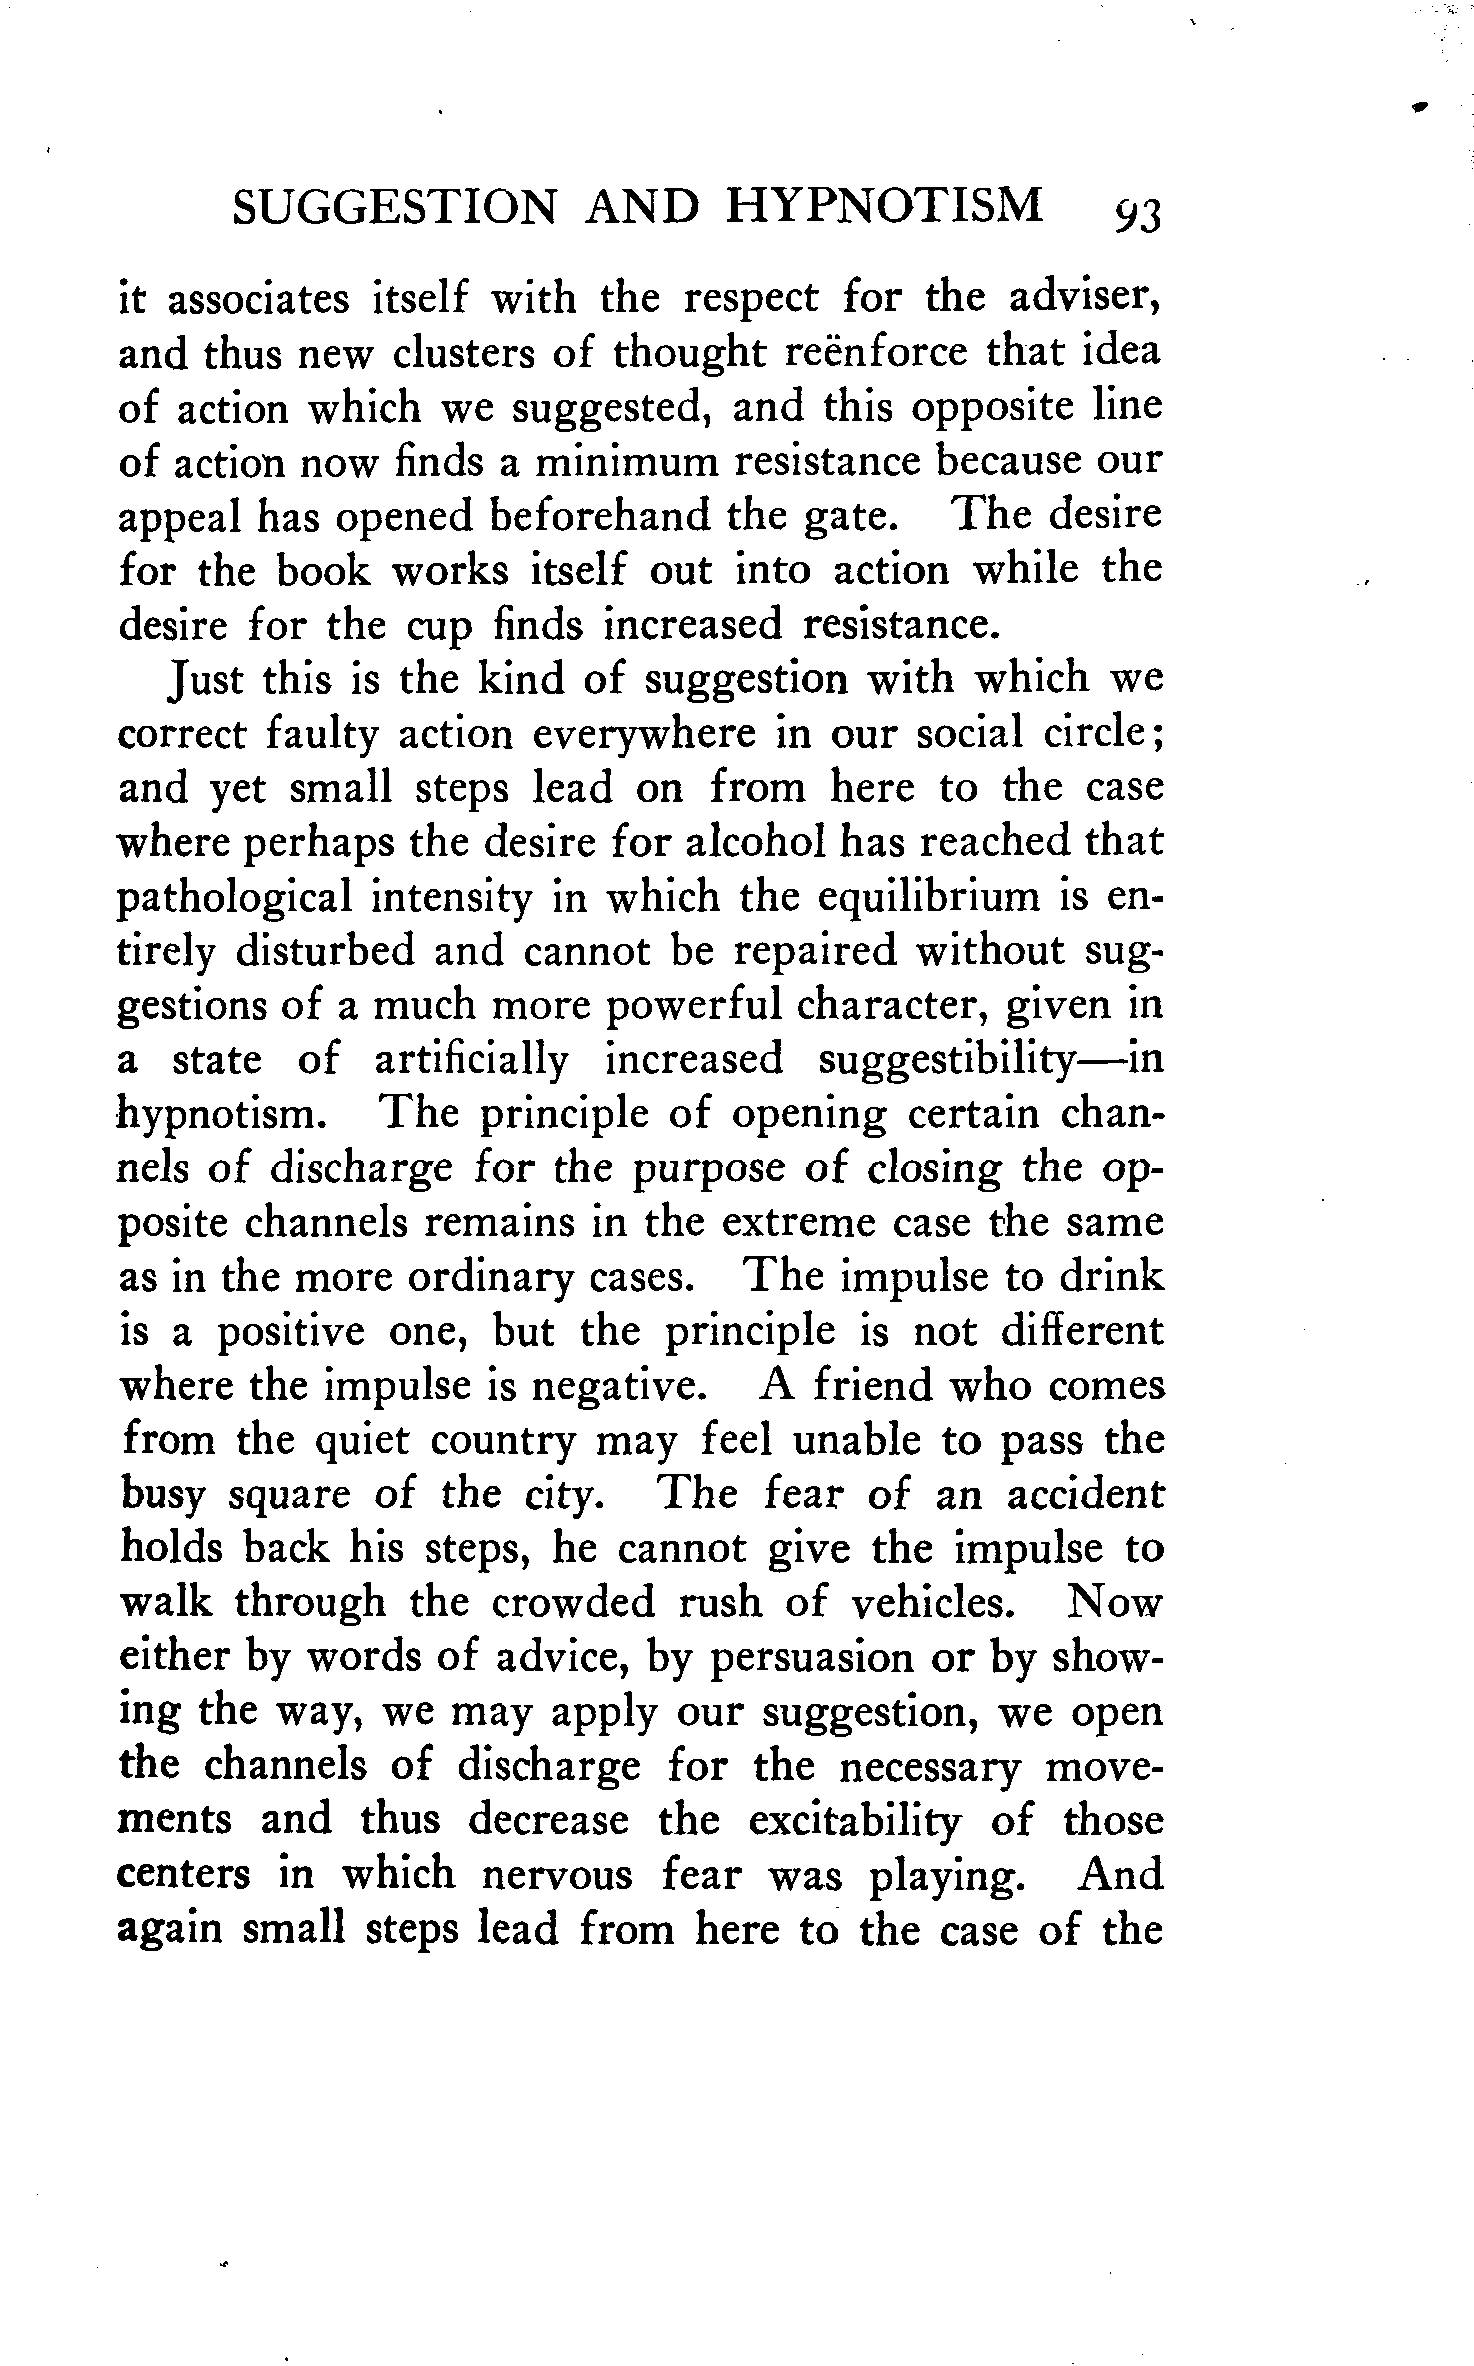 SUGGESTION AND HYPNOTISM 93
it associates itself with the respect for the adviser,
and thus new clusters of thought reënforce that idea
of action which we suggested, and this opposite line
of action now finds a minimum resistance because our
appeal has opened beforehand the gate. The desire
for the book works itself out into action while the
desire for the cup finds increased resistance.
Just this is the kind of suggestion with which we
correct faulty action everywhere in our social circle;
and yet small steps lead on from here to the case
where perhaps the desire for alcohol has reached that
pathological intensity in which the equilibrium is en-
tirely disturbed and cannot be repaired without sug-
gestions of a much more powerful character, given in
a state of artificially increased suggestibility—in
hypnotism. The principle of opening certain chan-
nels of discharge for the purpose of closing the op-
posite channels remains in the extreme case the same
as in the more ordinary cases. The impulse to drink
is a positive one, but the principle is not different
where the impulse is negative. A friend who comes
from the quiet country may feel unable to pass the
busy square of the city. The fear of an accident
holds back his steps, he cannot give the impulse to
walk through the crowded rush of vehicles. Now
either by words of advice, by persuasion or by show-
ing the way, we may apply our suggestion, we open
the channels of discharge for the necessary move-
ments and thus decrease the excitability of those
centers in which nervous fear was playing. And
again small steps lead from here to the case of the